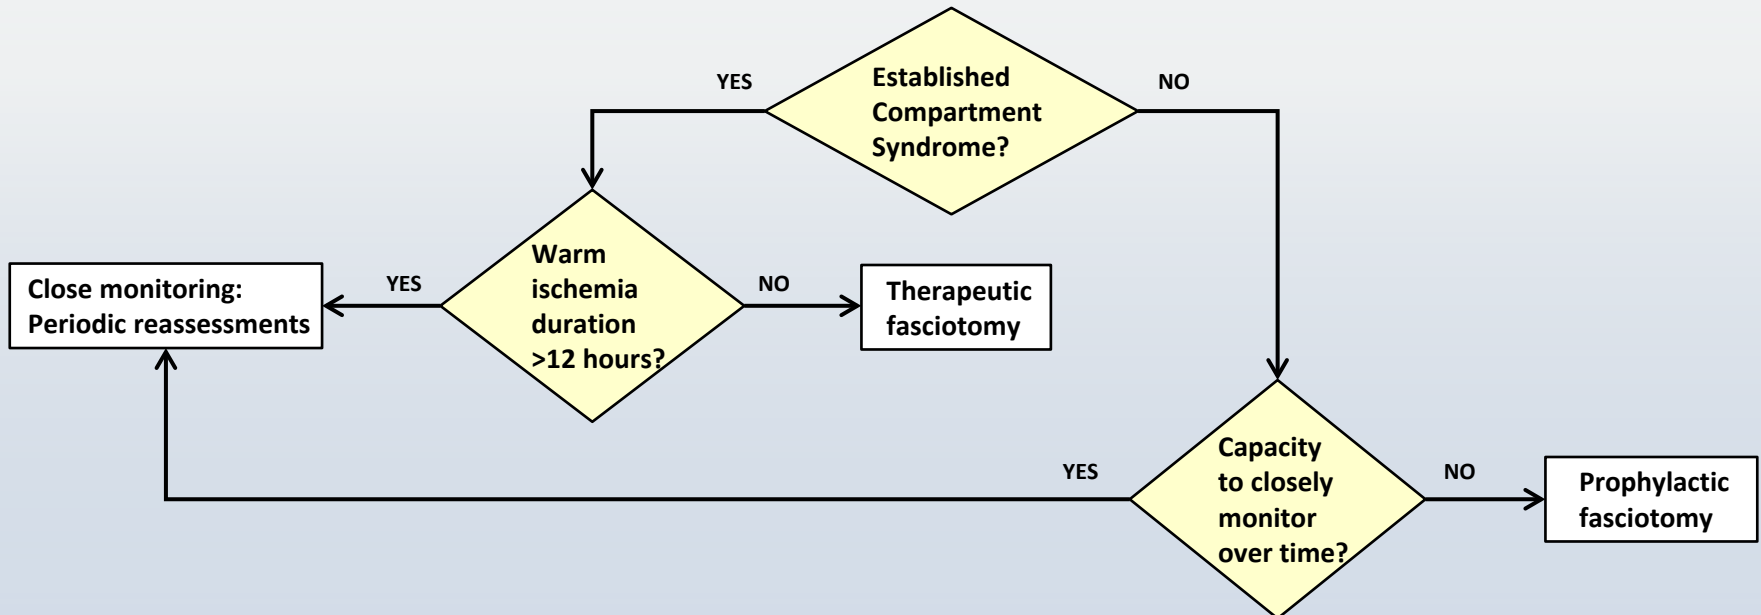 YES
Established
Compartment
Syndrome?
NO
Close monitoring:
Periodic reassessments
YES
Warm
ischemia
duration
>12 hours?
NO
Therapeutic
fasciotomy
YES
Capacity
to closely
monitor
over time?
NO
Prophylactic
fasciotomy